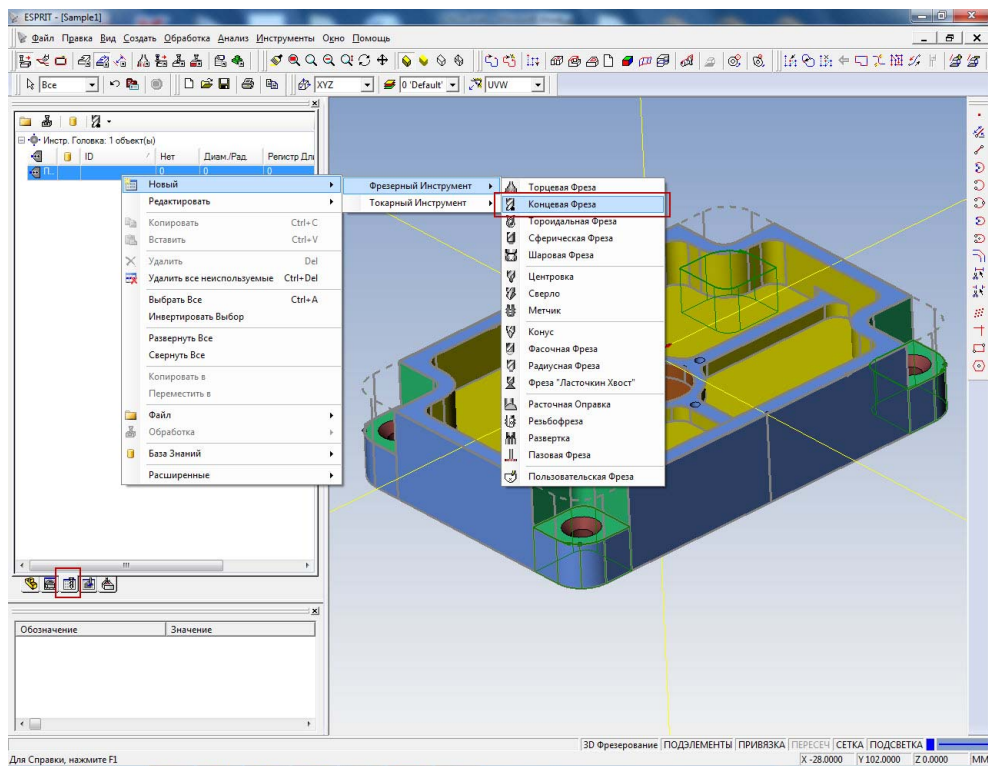 ESPRIT - [Sample1]
Файл Правка Вид Создать Обработка Анализ Инструменты Окно Помощь
Все XYZ 0 'Default' UVW
Инстр. Головка: 1 объект(ы)
ID Нет Диам./Рад. Регистр Дли
П.. 0 0 0
Новый
Редактировать
Копировать Ctrl+C
Вставить Ctrl+V
Удалить Del
Удалить все неиспользуемые Ctrl+Del
Выбрать Все Ctrl+A
Инвертировать Выбор
Развернуть Все
Свернуть Все
Копировать в
Переместить в
Файл
Обработка
База Знаний
Расширенные
Фрезерный Инструмент
Токарный Инструмент
Торцевая Фреза
Концевая Фреза
Тороидальная Фреза
Сферическая Фреза
Шаровая Фреза
Центровка
Сверло
Метчик
Конус
Фасочная Фреза
Радиусная Фреза
Фреза "Ласточкин Хвост"
Расточная Оправка
Резьбофреза
Развертка
Пазовая Фреза
Пользовательская Фреза
Обозначение Значение
3D Фрезерование ПОДЭЛЕМЕНТЫ ПРИВЯЗКА ПЕРЕСЕЧ СЕТКА ПОДСВЕТКА
Для Справки, нажмите F1 X -28.0000 Y 102.0000 Z 0.0000 MM